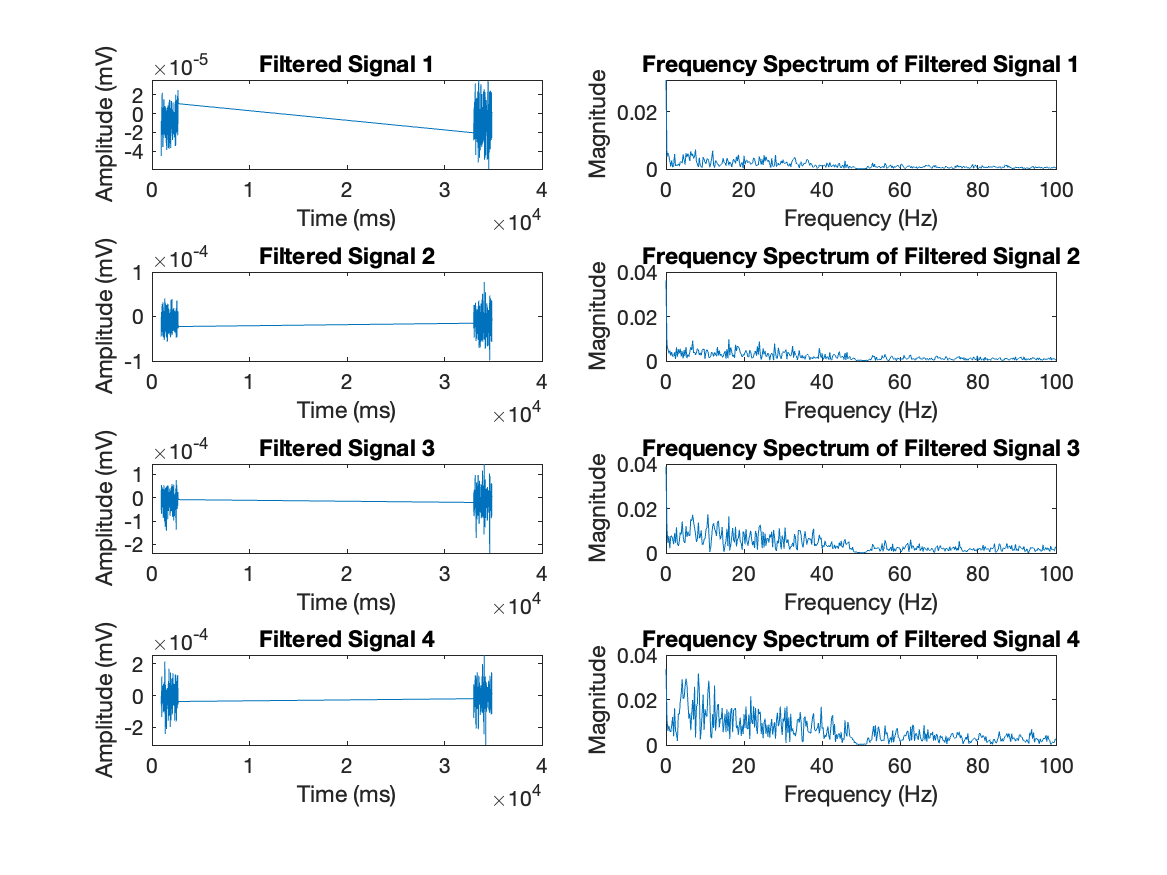 Filtered Signal 1
×10-5
Amplitude (mV)
2
0
-2
-4
0 1 2 3 4
Time (ms)
×104
Frequency Spectrum of Filtered Signal 1
Magnitude
0.02
0
0 20 40 60 80 100
Frequency (Hz)
Filtered Signal 2
×10-4
Amplitude (mV)
1
0
-1
0 1 2 3 4
Time (ms)
×104
Frequency Spectrum of Filtered Signal 2
Magnitude
0.04
0.02
0
0 20 40 60 80 100
Frequency (Hz)
Filtered Signal 3
×10-4
Amplitude (mV)
1
0
-1
-2
0 1 2 3 4
Time (ms)
×104
Frequency Spectrum of Filtered Signal 3
Magnitude
0.04
0.02
0
0 20 40 60 80 100
Frequency (Hz)
Filtered Signal 4
×10-4
Amplitude (mV)
2
0
-2
0 1 2 3 4
Time (ms)
×104
Frequency Spectrum of Filtered Signal 4
Magnitude
0.04
0.02
0
0 20 40 60 80 100
Frequency (Hz)